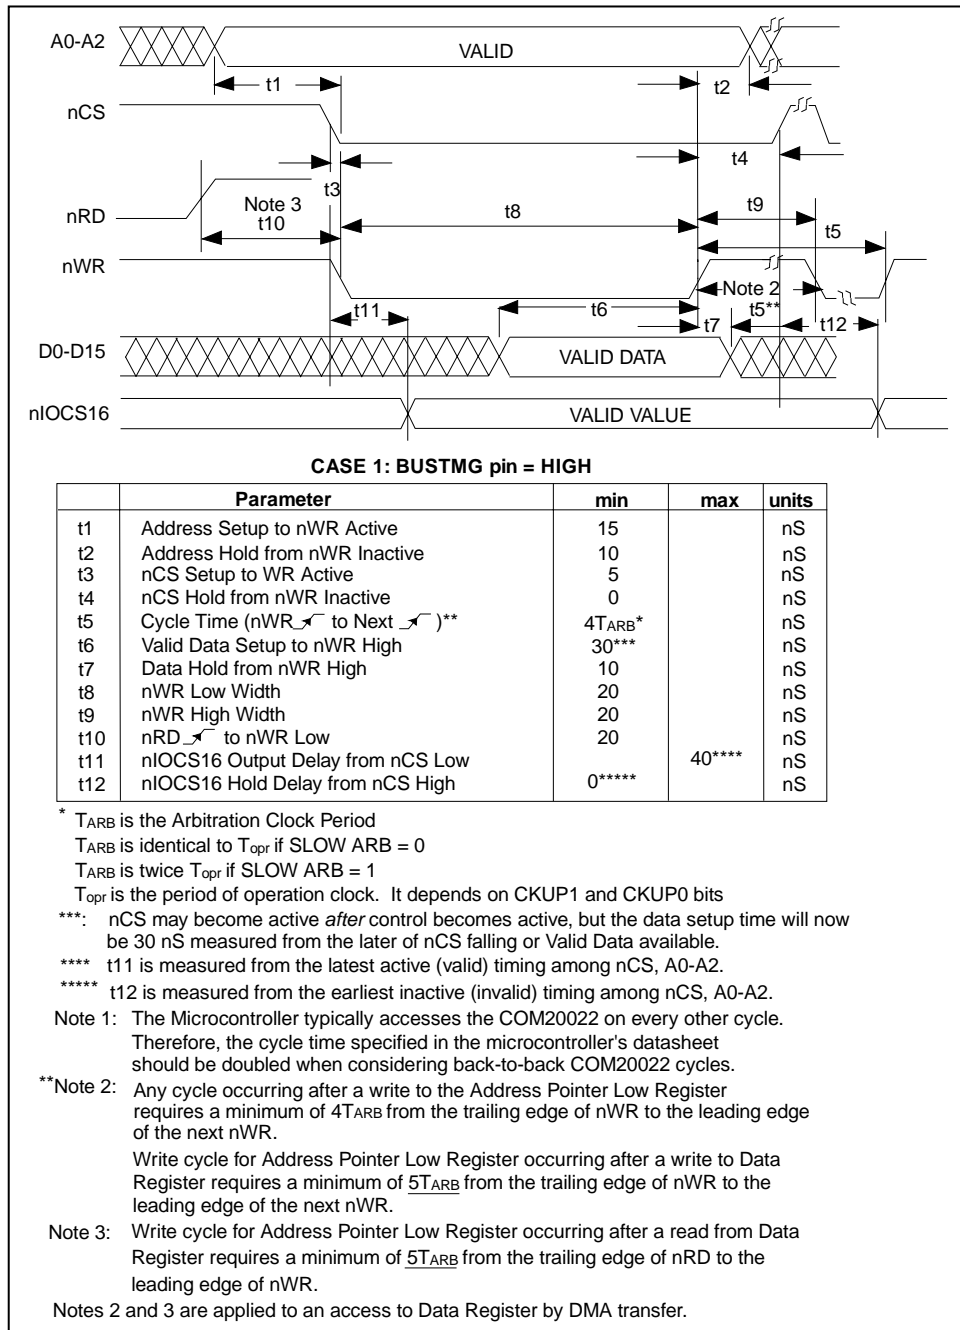 A0-A2
VALID
t1
t2
nCS
t4
t3
nRD
Note 3
t10
t8
t9
t5
nWR
Note 2
t5**
t11
t6
t7
t12
D0-D15
VALID DATA
nIOCS16
VALID VALUE
CASE 1: BUSTMG pin = HIGH
Parameter min max units
t1 Address Setup to nWR Active 15 nS
t2 Address Hold from nWR Inactive 10 nS
t3 nCS Setup to WR Active 5 nS
t4 nCS Hold from nWR Inactive 0 nS
t5 Cycle Time (nWR to Next )** 4TARB* nS
t6 Valid Data Setup to nWR High 30*** nS
t7 Data Hold from nWR High 10 nS
t8 nWR Low Width 20 nS
t9 nWR High Width 20 nS
t10 nRD to nWR Low 20 nS
t11 nIOCS16 Output Delay from nCS Low 40**** nS
t12 nIOCS16 Hold Delay from nCS High 0***** nS
* TARB is the Arbitration Clock Period
TARB is identical to Topr if SLOW ARB = 0
TARB is twice Topr if SLOW ARB = 1
Topr is the period of operation clock. It depends on CKUP1 and CKUP0 bits
***: nCS may become active after control becomes active, but the data setup time will now
be 30 nS measured from the later of nCS falling or Valid Data available.
**** t11 is measured from the latest active (valid) timing among nCS, A0-A2.
***** t12 is measured from the earliest inactive (invalid) timing among nCS, A0-A2.
Note 1: The Microcontroller typically accesses the COM20022 on every other cycle.
Therefore, the cycle time specified in the microcontroller's datasheet
should be doubled when considering back-to-back COM20022 cycles.
**Note 2: Any cycle occurring after a write to the Address Pointer Low Register
requires a minimum of 4TARB from the trailing edge of nWR to the leading edge
of the next nWR.
Write cycle for Address Pointer Low Register occurring after a write to Data
Register requires a minimum of 5TARB from the trailing edge of nWR to the
leading edge of the next nWR.
Note 3: Write cycle for Address Pointer Low Register occurring after a read from Data
Register requires a minimum of 5TARB from the trailing edge of nRD to the
leading edge of nWR.
Notes 2 and 3 are applied to an access to Data Register by DMA transfer.